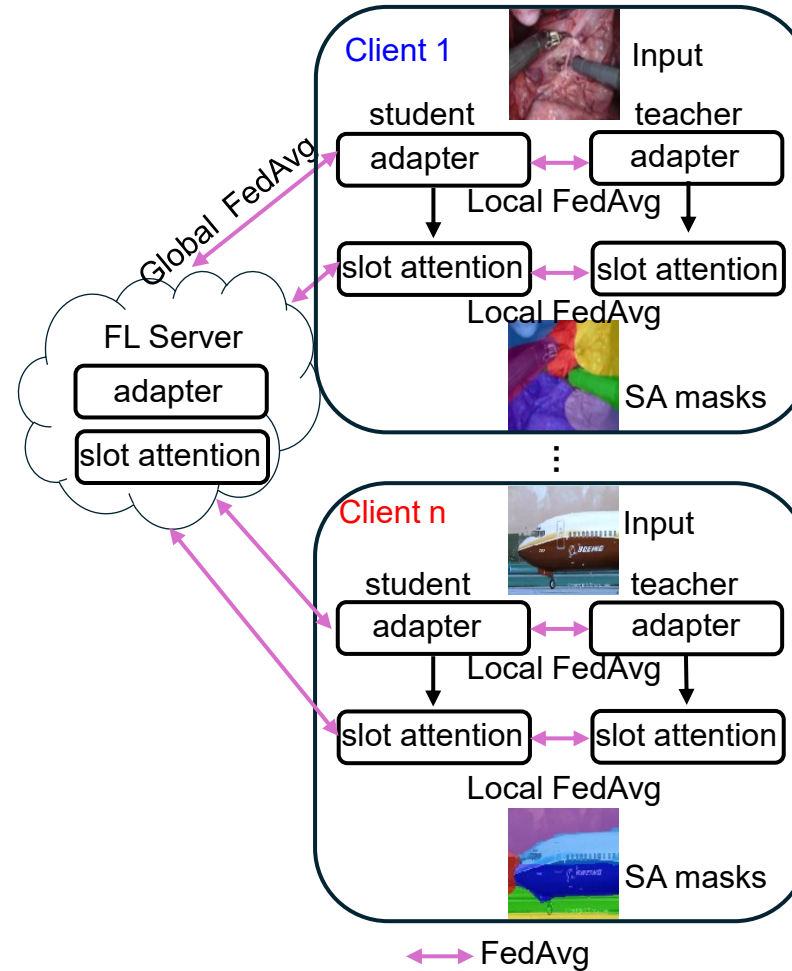 Client 1
Input
student
teacher
adapter
adapter
Global FedAvg
Local FedAvg
slot attention
slot attention
Local FedAvg
FL Server
adapter
slot attention
SA masks
...
Client n
Input
BOEING
student
teacher
adapter
adapter
Local FedAvg
slot attention
slot attention
Local FedAvg
SA masks
BOEING
FedAvg